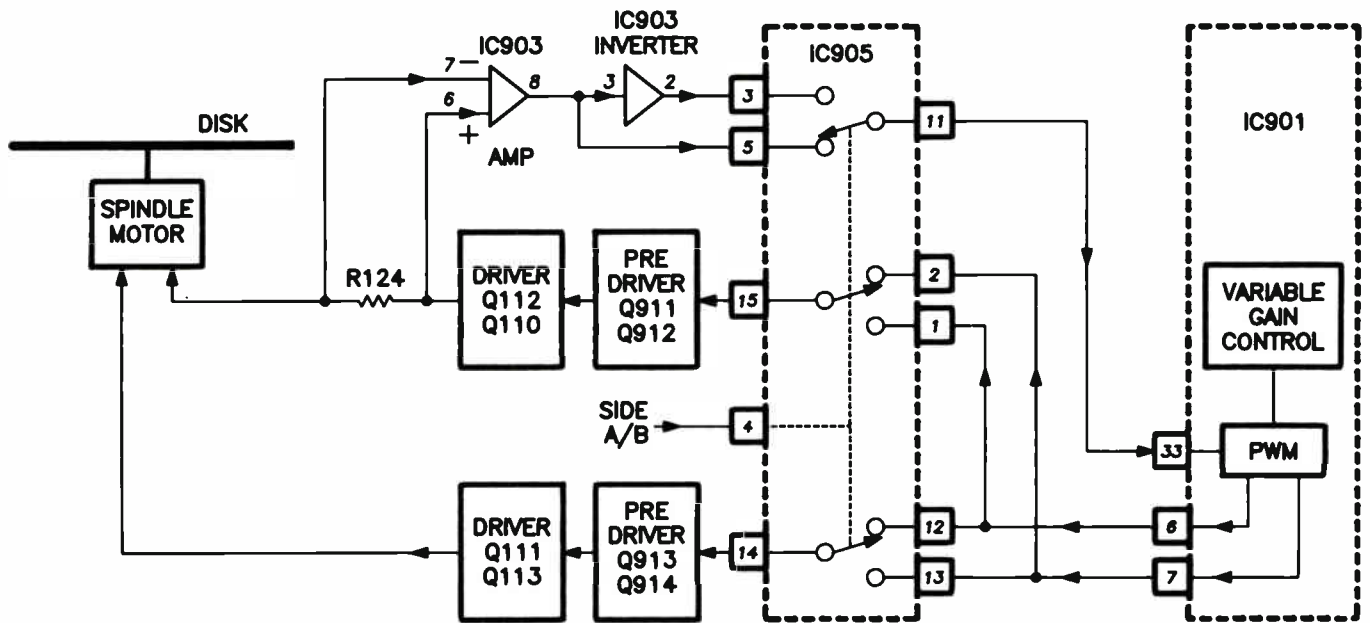 IC903
IC903
INVERTER
IC905
IC901
7 −
8
3
2
3
6
+
AMP
5
11
DISK
SPINDLE
MOTOR
R124
DRIVER
Q112
Q110
PRE
DRIVER
Q911
Q912
15
2
1
VARIABLE
GAIN
CONTROL
SIDE
A/B
4
33
PWM
DRIVER
Q111
Q113
PRE
DRIVER
Q913
Q914
14
12
6
13
7